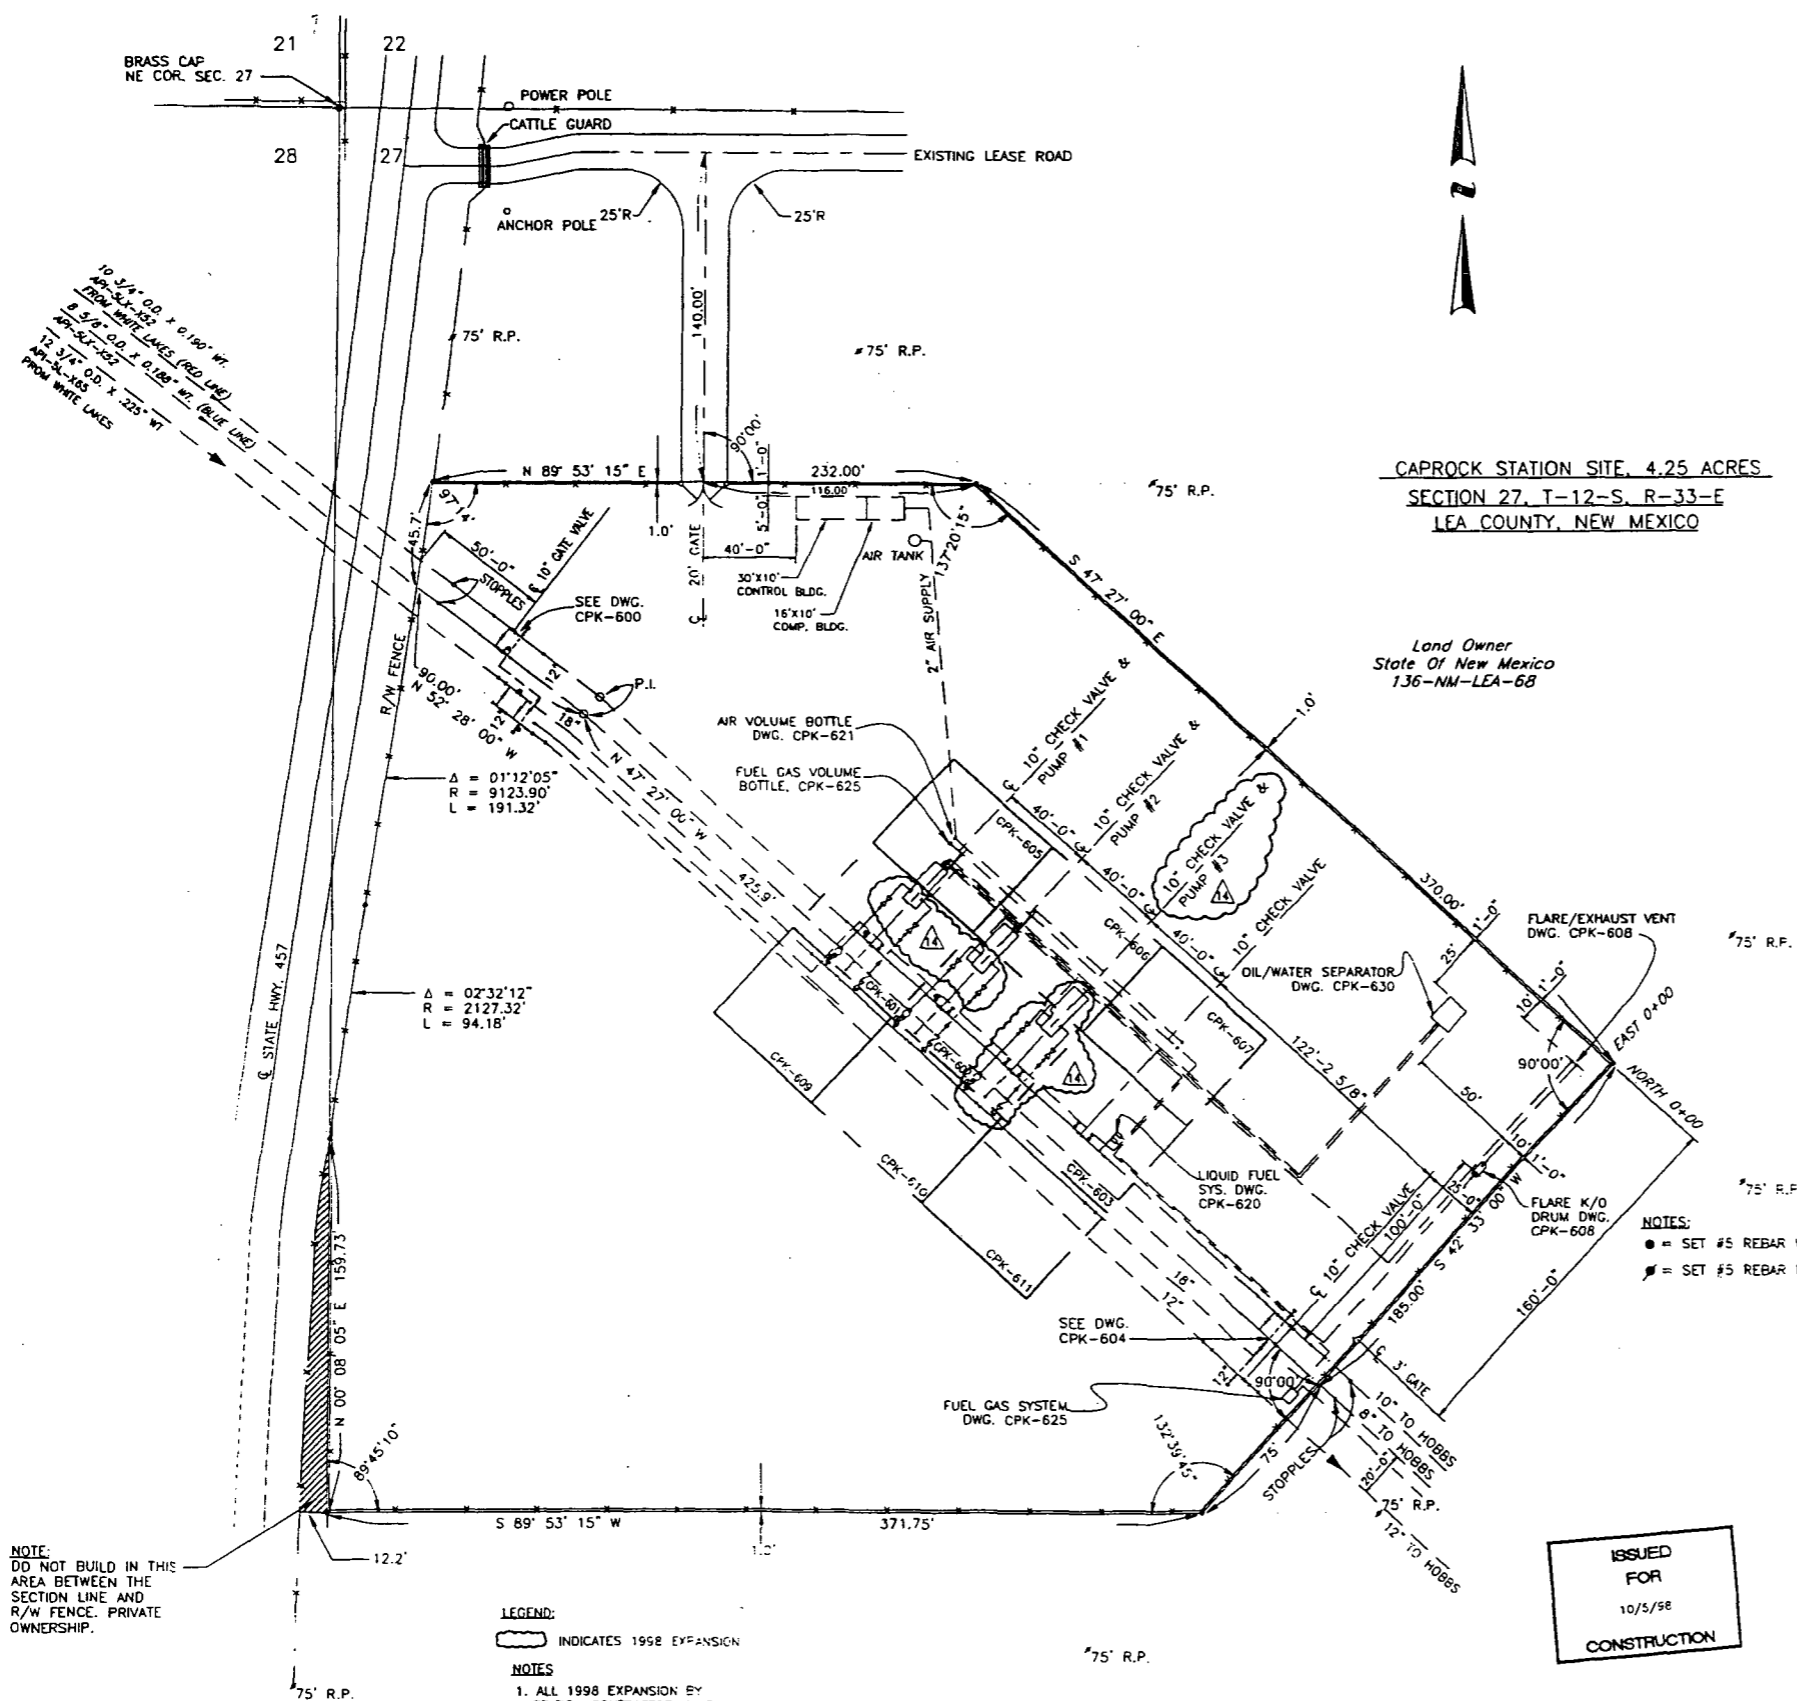 21
22
BRASS CAP
NE COR. SEC. 27
POWER POLE
CATTLE GUARD
28
27
EXISTING LEASE ROAD
25'R
25'R
ANCHOR POLE
140.00'
10 3/4" O.D. X 0.190" WT.
API-5LX-X52
FROM WHITE LAKES (RED LINE)
8 5/8" O.D. X 0.188" WT. (BLUE LINE)
API-5LX-X52
12 3/4" O.D. X .225" WT
API-5L-X65
FROM WHITE LAKES
75' R.P.
75' R.P.
90°00'
N 89° 53' 15" E
232.00'
116.00'
75' R.P.
CAPROCK STATION SITE, 4.25 ACRES
SECTION 27, T-12-S, R-33-E
LEA COUNTY, NEW MEXICO
97°14'
45.7'
1.0'
1'-0"
5'-0"
50'-0"
STOPPLES
℄ 10" GATE VALVE
℄ 20' GATE
40'-0"
AIR TANK
137°20'15"
30'X10'
CONTROL BLDG.
16'X10'
COMP. BLDG.
2" AIR SUPPLY
S 47° 27' 00" E
SEE DWG.
CPK-600
R/W FENCE
90.00'
N 52° 28' 00" W
12"
12"
18"
P.I.
Land Owner
State Of New Mexico
136-NM-LEA-68
1.0'
AIR VOLUME BOTTLE
DWG. CPK-621
FUEL GAS VOLUME
BOTTLE, CPK-625
℄ 10" CHECK VALVE &
PUMP #1
℄ 10" CHECK VALVE &
PUMP #2
℄ 10" CHECK VALVE &
PUMP #3
14
℄ 10" CHECK VALVE
N 47° 27' 00" W
Δ = 01°12'05"
R = 9123.90'
L = 191.32'
425.9'
40'-0"
40'-0"
40'-0"
CPK-605
CPK-606
CPK-607
370.00'
1'-0"
25'
FLARE/EXHAUST VENT
DWG. CPK-608
75' R.P.
OIL/WATER SEPARATOR
DWG. CPK-630
14
℄ STATE HWY. 457
Δ = 02°32'12"
R = 2127.32'
L = 94.18'
CPK-601
CPK-609
14
122'-2 5/8"
10'
1'-0"
EAST 0+00
90°00'
NORTH 0+00
50'
10'
1'-0"
CPK-610
CPK-603
CPK-611
LIQUID FUEL
SYS. DWG.
CPK-620
℄ 10" CHECK VALVE
100'-0"
25'-0"
S 42° 33' 00" W
FLARE K/O
DRUM DWG.
CPK-608
75' R.P.
NOTES:
● = SET #5 REBAR
= SET #5 REBAR
N 00° 08' 05" E 159.73'
18"
12"
SEE DWG.
CPK-604
185.00'
160'-0"
12"
90°00'
℄ 3' GATE
FUEL GAS SYSTEM
DWG. CPK-625
10" TO HOBBS
8" TO HOBBS
89°45'10"
132°39'45"
75'
STOPPLES
20'-0"
75' R.P.
12" TO HOBBS
S 89° 53' 15" W
371.75'
12.2'
NOTE:
DO NOT BUILD IN THIS
AREA BETWEEN THE
SECTION LINE AND
R/W FENCE. PRIVATE
OWNERSHIP.
LEGEND:
INDICATES 1998 EXPANSION
NOTES
1. ALL 1998 EXPANSION BY
75' R.P.
75' R.P.
ISSUED
FOR
10/5/98
CONSTRUCTION